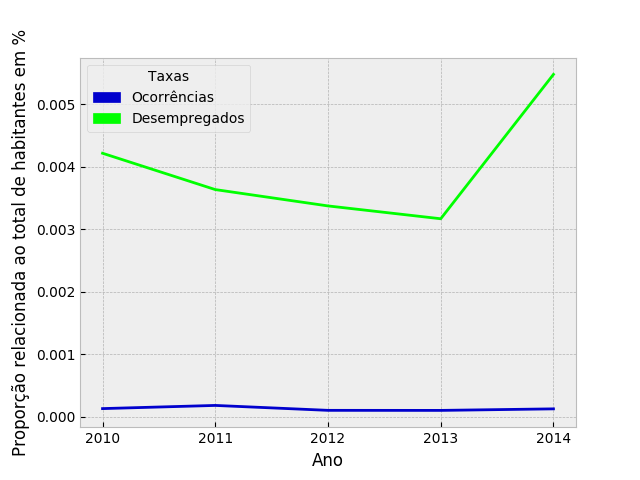 Proporção relacionada ao total de habitantes em %
Taxas
Ocorrências
Desempregados
0.005
0.004
0.003
0.002
0.001
0.000
2010 2011 2012 2013 2014
Ano